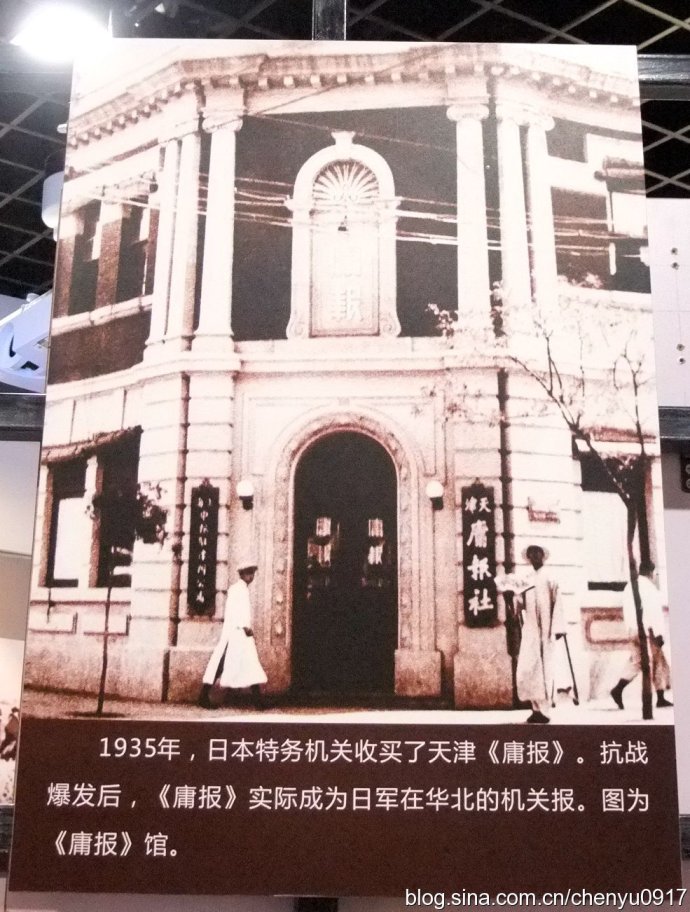 庸報
庸報
天津
庸报社
1935年，日本特务机关收买了天津《庸报》。抗战
爆发后，《庸报》实际成为日军在华北的机关报。图为
《庸报》馆。
blog.sina.com.cn/chenyu0917